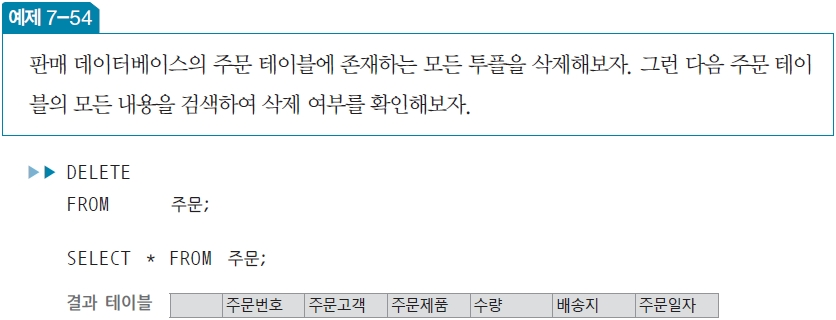 예제 7-54
판매 데이터베이스의 주문 테이블에 존재하는 모든 투플을 삭제해보자. 그런 다음 주문 테이
블의 모든 내용을 검색하여 삭제 여부를 확인해보자.
▶▶ DELETE
FROM 주문;
SELECT * FROM 주문;
결과 테이블 주문번호 주문고객 주문제품 수량 배송지 주문일자